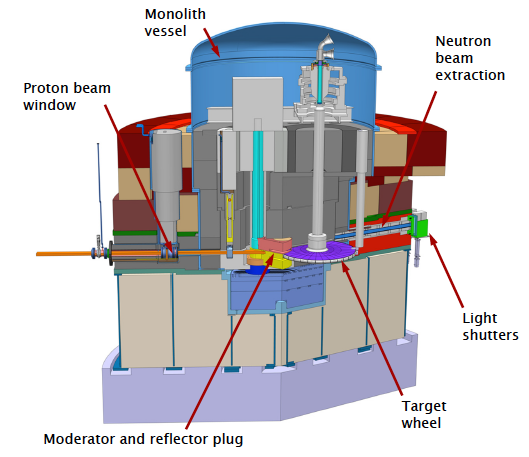 Monolith
vessel
Neutron
beam
extraction
Proton beam
window
Light
shutters
Target
wheel
Moderator and reflector plug